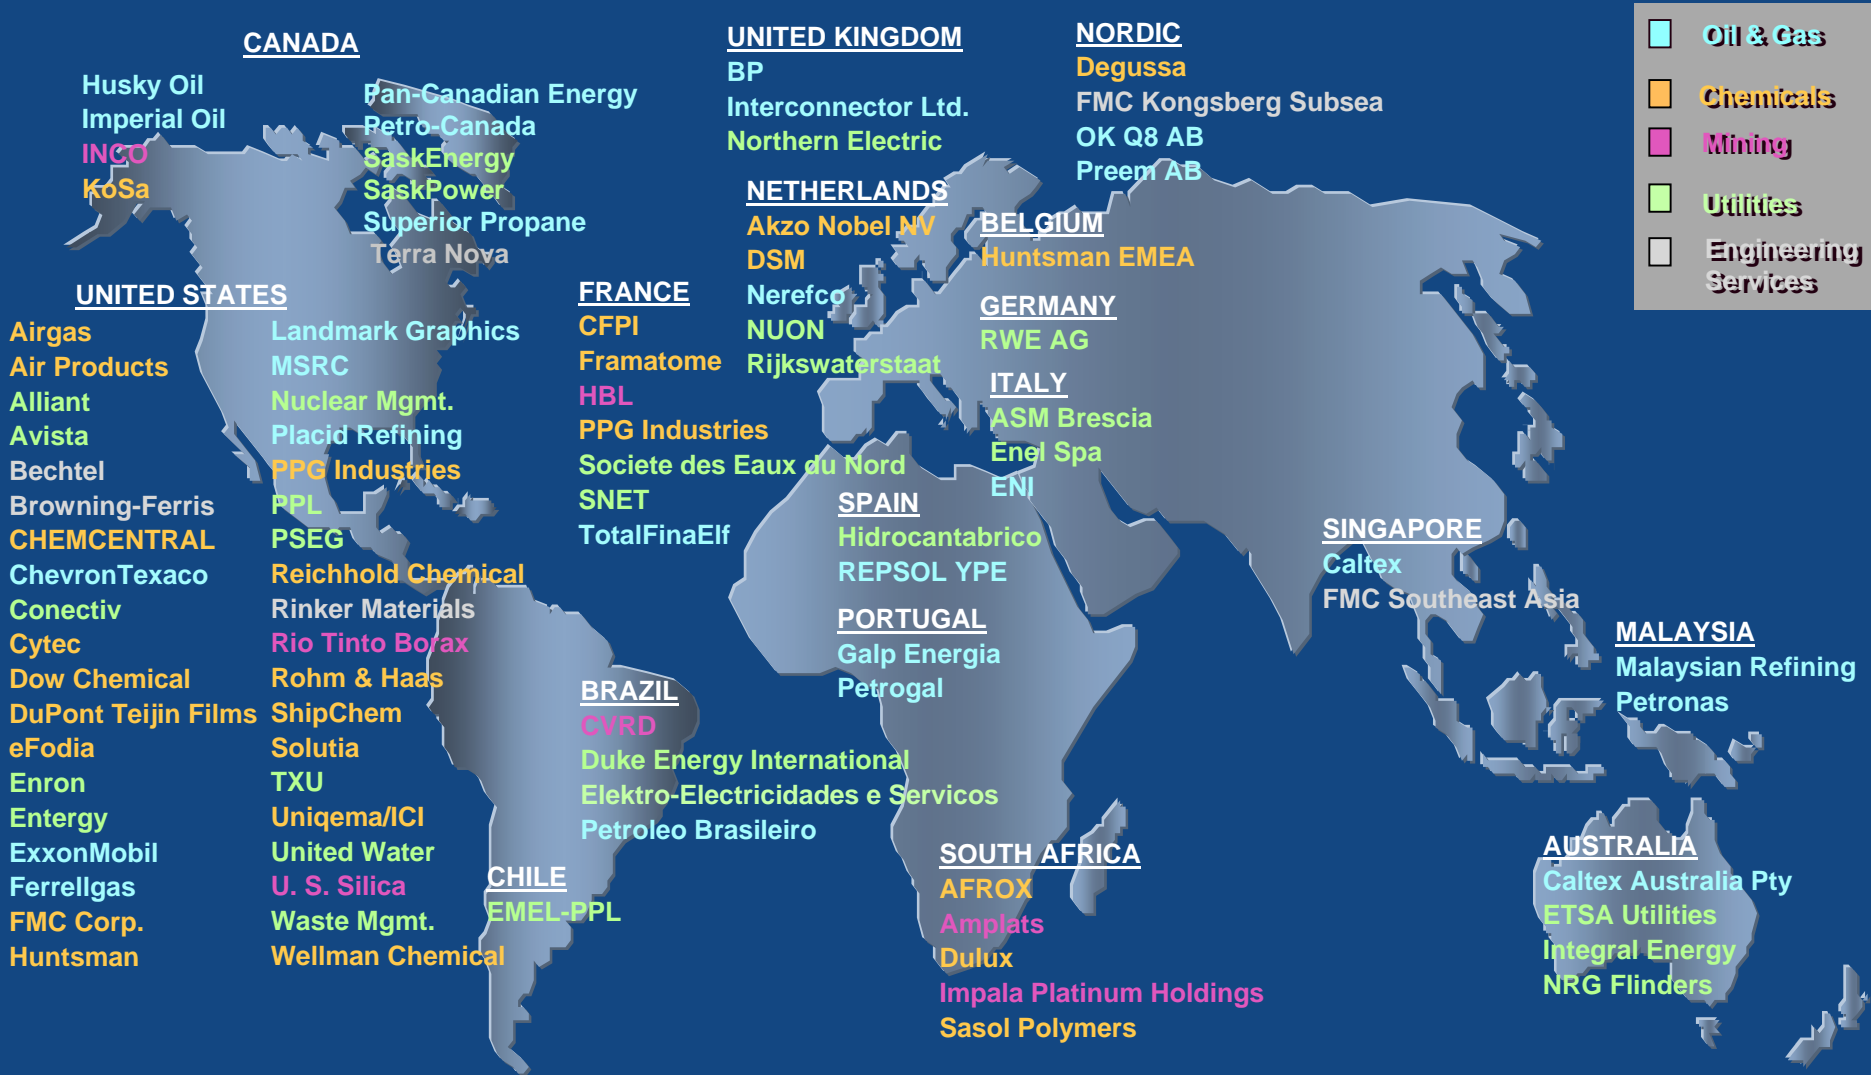 CANADA
Husky Oil
Imperial Oil
INCO
KoSa
Pan-Canadian Energy
Petro-Canada
SaskEnergy
SaskPower
Superior Propane
Terra Nova
UNITED STATES
Airgas
Air Products
Alliant
Avista
Bechtel
Browning-Ferris
CHEMCENTRAL
ChevronTexaco
Conectiv
Cytec
Dow Chemical
DuPont Teijin Films
eFodia
Enron
Entergy
ExxonMobil
Ferrellgas
FMC Corp.
Huntsman
Landmark Graphics
MSRC
Nuclear Mgmt.
Placid Refining
PPG Industries
PPL
PSEG
Reichhold Chemical
Rinker Materials
Rio Tinto Borax
Rohm & Haas
ShipChem
Solutia
TXU
Uniqema/ICI
United Water
U. S. Silica
Waste Mgmt.
Wellman Chemical
UNITED KINGDOM
BP
Interconnector Ltd.
Northern Electric
NORDIC
Degussa
FMC Kongsberg Subsea
OK Q8 AB
Preem AB
NETHERLANDS
Akzo Nobel NV
DSM
Nerefco
NUON
Rijkswaterstaat
BELGIUM
Huntsman EMEA
GERMANY
RWE AG
FRANCE
CFPI
Framatome
HBL
PPG Industries
Societe des Eaux du Nord
SNET
TotalFinaElf
ITALY
ASM Brescia
Enel Spa
ENI
SPAIN
Hidrocantabrico
REPSOL YPE
PORTUGAL
Galp Energia
Petrogal
BRAZIL
CVRD
Duke Energy International
Elektro-Electricidades e Servicos
Petroleo Brasileiro
CHILE
EMEL-PPL
SOUTH AFRICA
AFROX
Amplats
Dulux
Impala Platinum Holdings
Sasol Polymers
SINGAPORE
Caltex
FMC Southeast Asia
MALAYSIA
Malaysian Refining
Petronas
AUSTRALIA
Caltex Australia Pty
ETSA Utilities
Integral Energy
NRG Flinders
Oil & Gas
Chemicals
Mining
Utilities
Engineering
Services